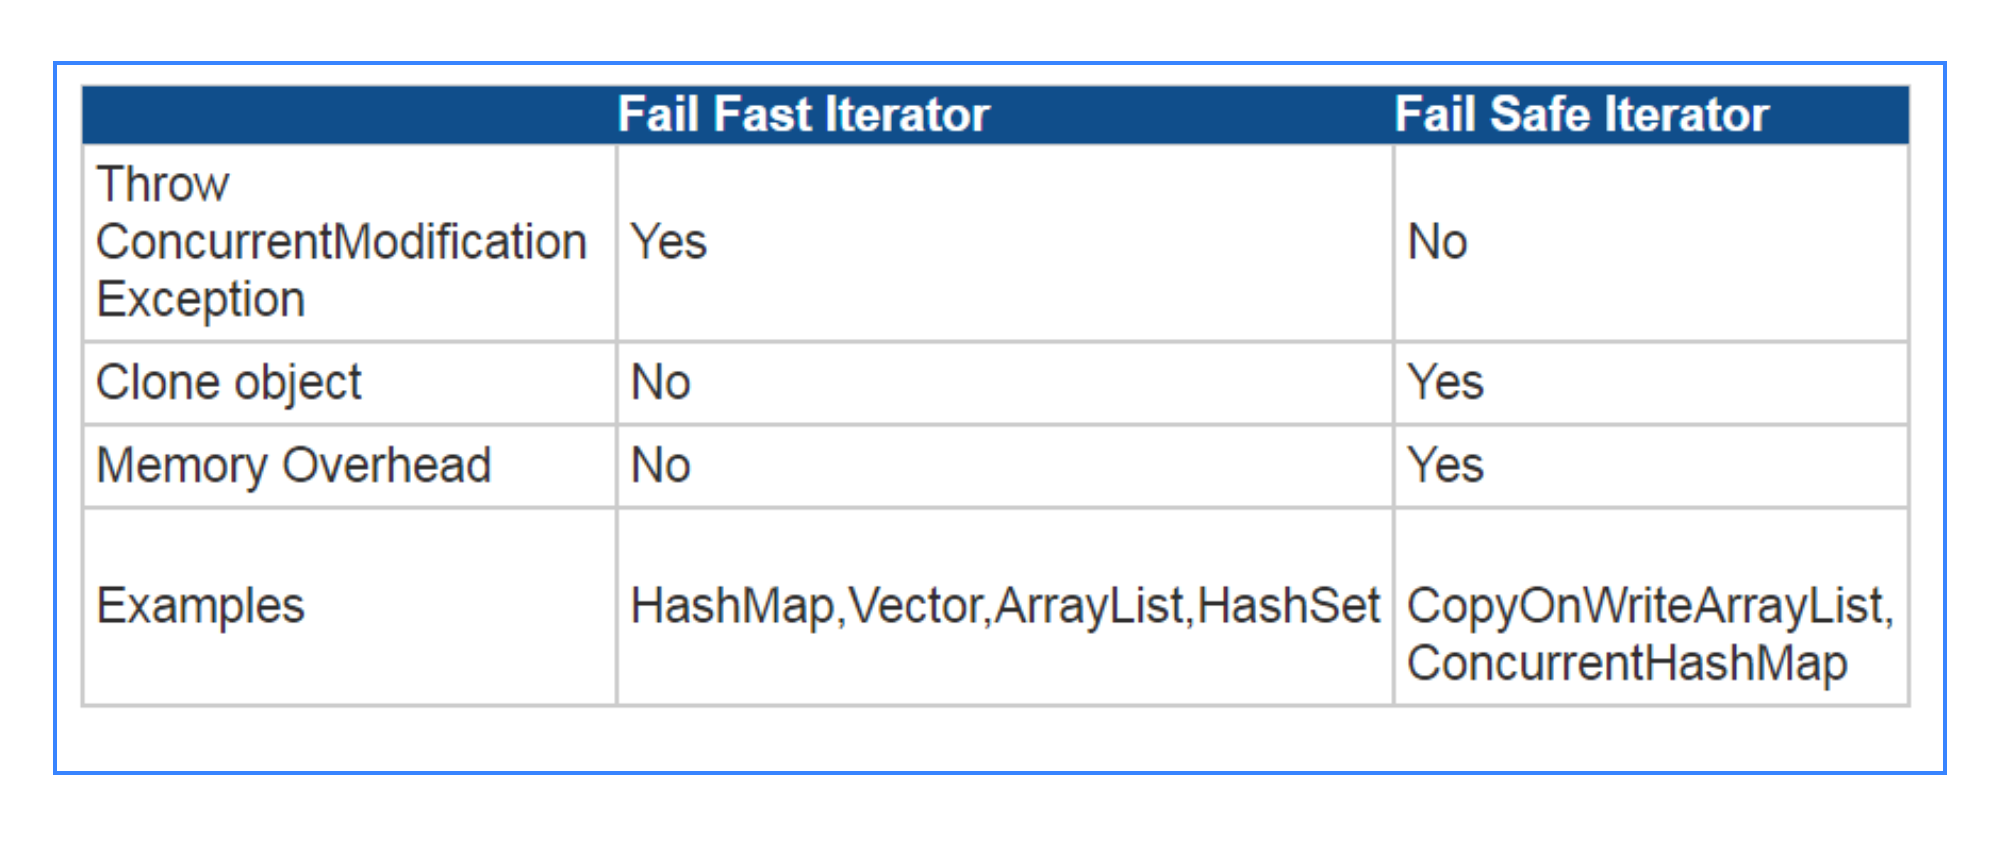 Fail Fast Iterator Fail Safe Iterator
Throw
ConcurrentModification Yes No
Exception
Clone object No Yes
Memory Overhead No Yes
Examples HashMap,Vector,ArrayList,HashSet CopyOnWriteArrayList,
ConcurrentHashMap